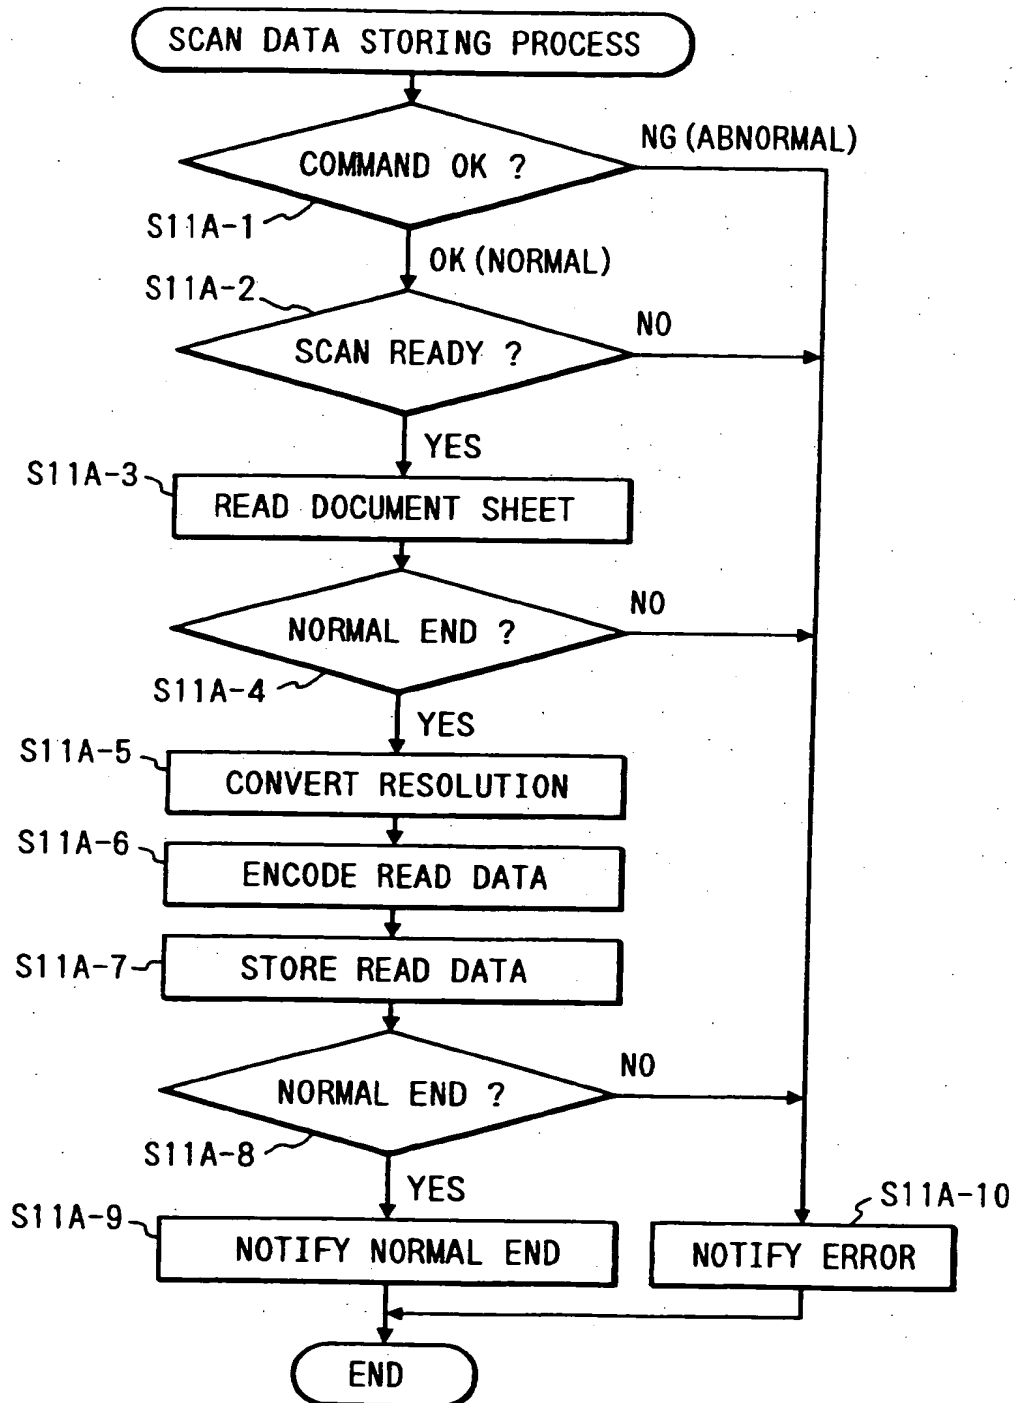 SCAN DATA STORING PROCESS
NG (ABNORMAL)
COMMAND OK ?
S11A-1
OK (NORMAL)
S11A-2
NO
SCAN READY ?
YES
S11A-3
READ DOCUMENT SHEET
NO
NORMAL END ?
S11A-4
YES
S11A-5
CONVERT RESOLUTION
S11A-6
ENCODE READ DATA
S11A-7
STORE READ DATA
NO
NORMAL END ?
S11A-8
YES
S11A-10
S11A-9
NOTIFY NORMAL END
NOTIFY ERROR
END